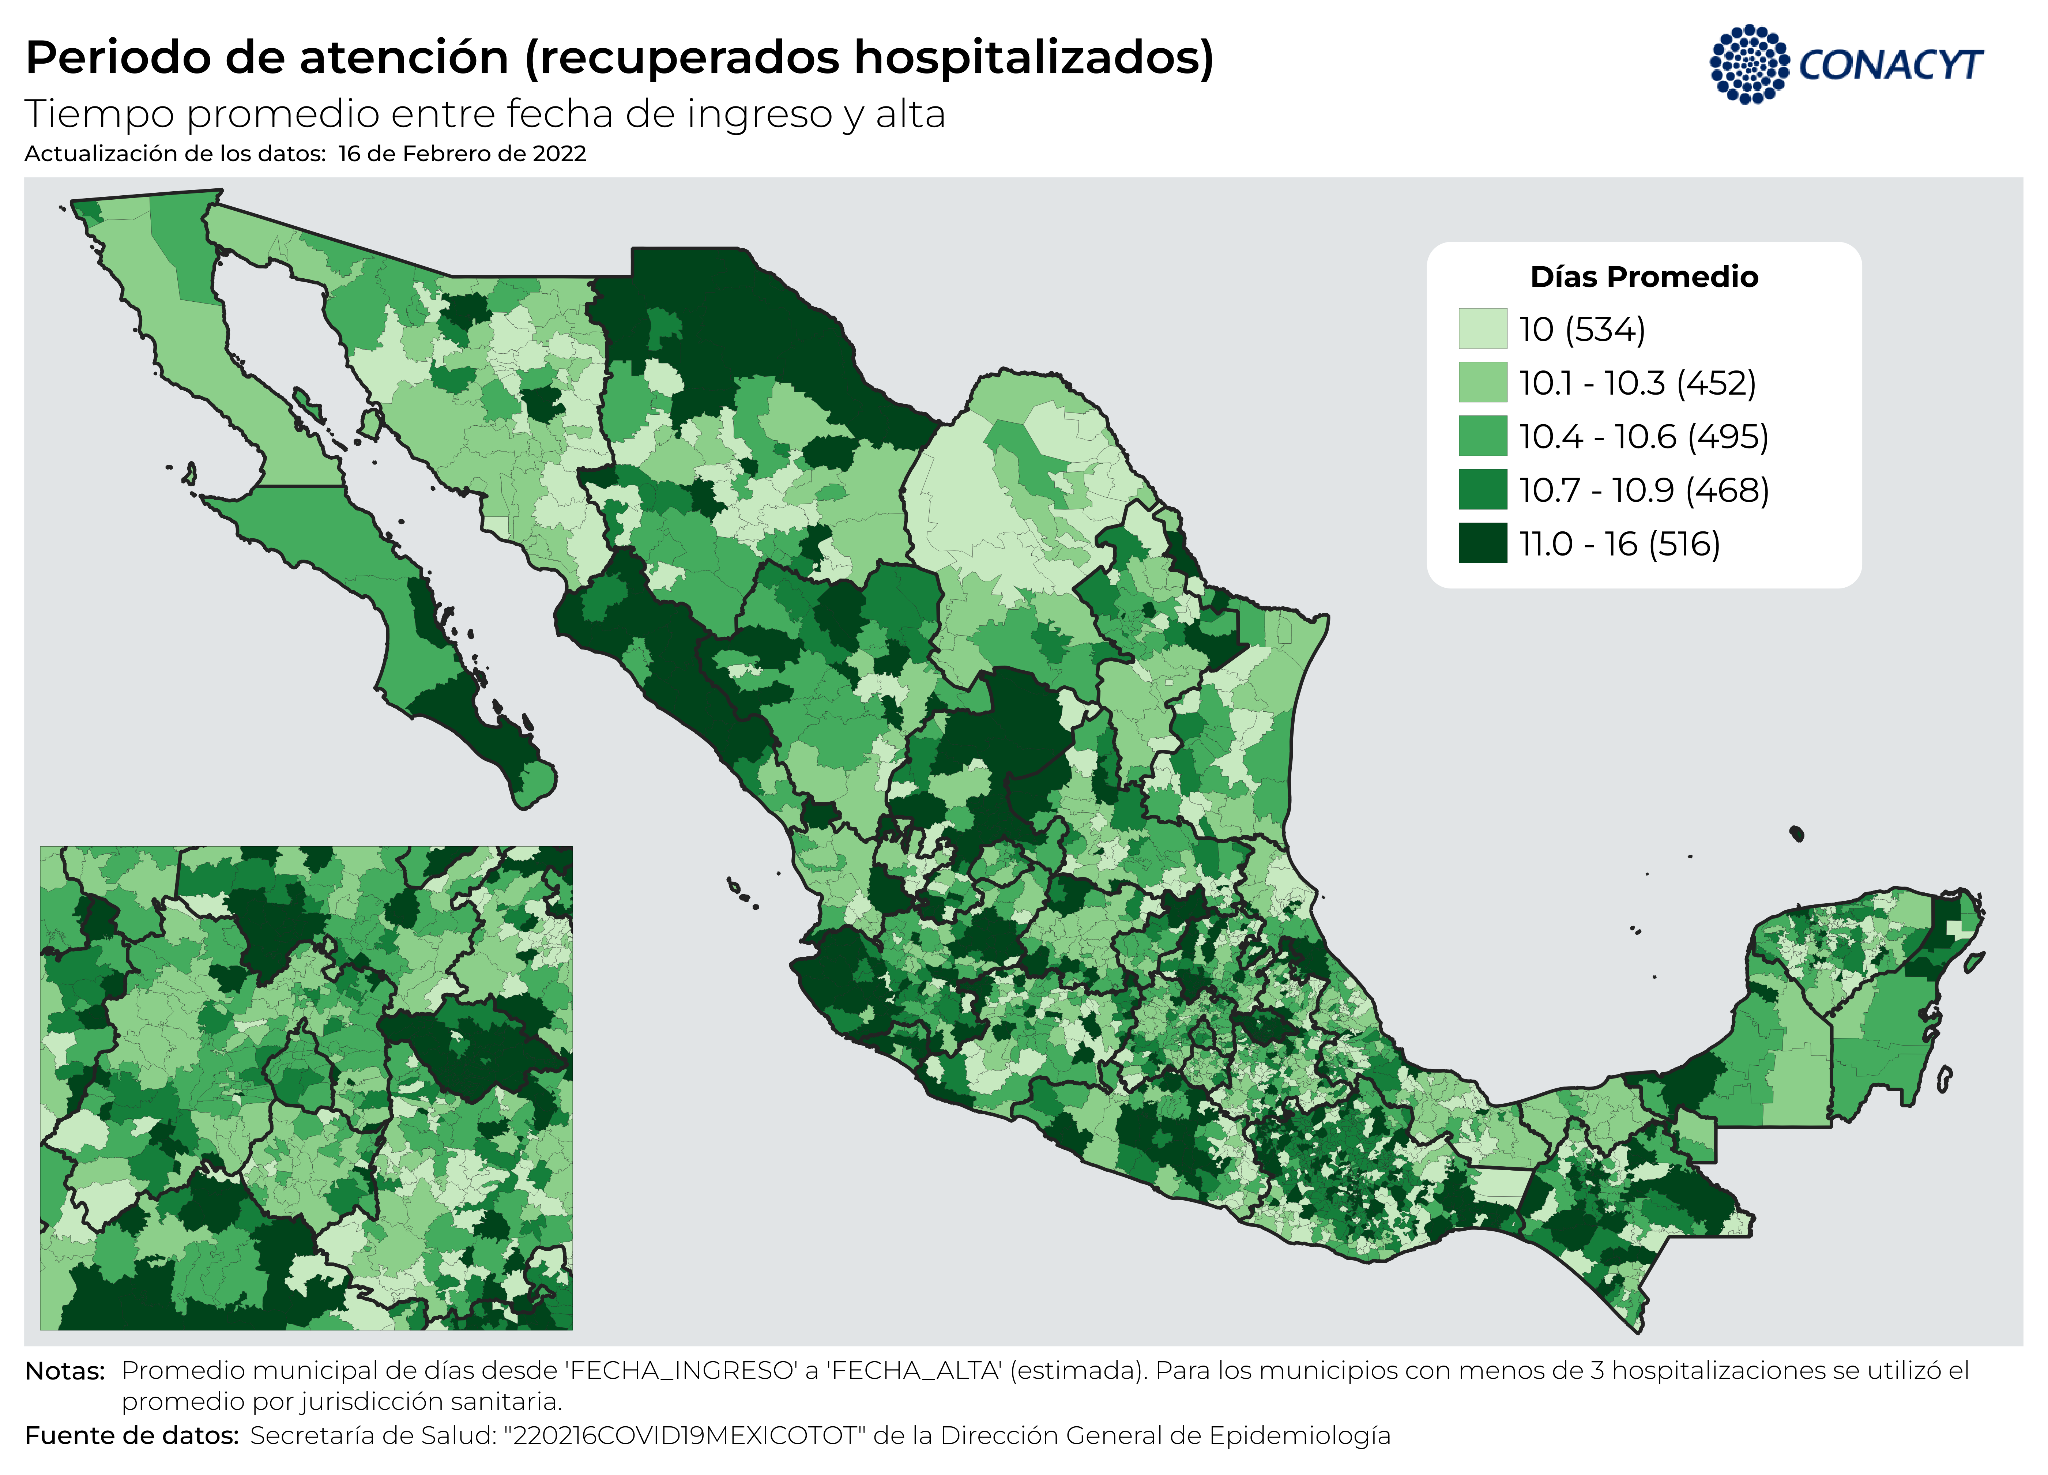 Periodo de atención (recuperados hospitalizados)
CONACYT
Tiempo promedio entre fecha de ingreso y alta
Actualización de los datos: 16 de Febrero de 2022
Días Promedio
10 (534)
10.1 - 10.3 (452)
10.4 - 10.6 (495)
10.7 - 10.9 (468)
11.0 - 16 (516)
Notas: Promedio municipal de días desde 'FECHA_INGRESO' a 'FECHA_ALTA' (estimada). Para los municipios con menos de 3 hospitalizaciones se utilizó el
promedio por jurisdicción sanitaria.
Fuente de datos: Secretaría de Salud: "220216COVID19MEXICOTOT" de la Dirección General de Epidemiología